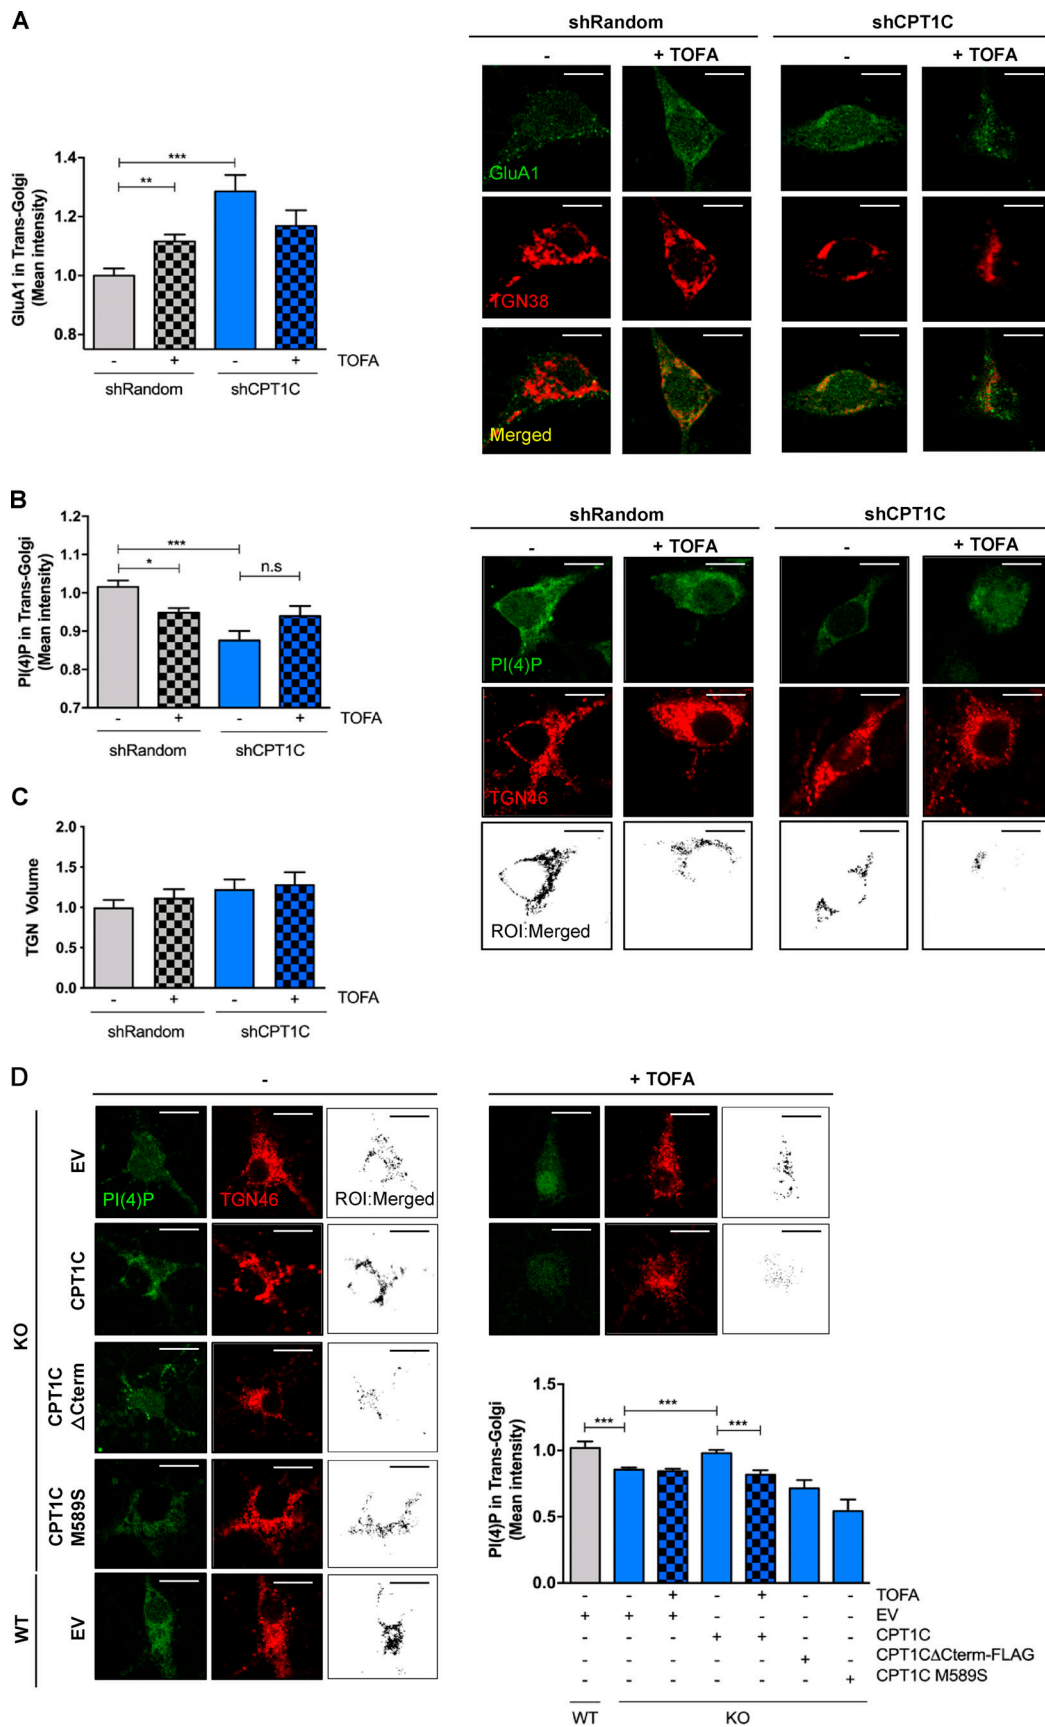 A
shRandom
shCPT1C
-
+ TOFA
-
+ TOFA
GluA1
TGN38
Merged
GluA1 in Trans-Golgi
(Mean intensity)
1.4
1.2
1.0
0.8
***
**
-
+
-
+
TOFA
shRandom
shCPT1C
B
shRandom
shCPT1C
-
+ TOFA
-
+ TOFA
PI(4)P
TGN46
ROI:Merged
PI(4)P in Trans-Golgi
(Mean intensity)
1.2
1.1
1.0
0.9
0.8
0.7
***
*
n.s
-
+
-
+
TOFA
shRandom
shCPT1C
C
TGN Volume
2.0
1.5
1.0
0.5
0.0
-
+
-
+
TOFA
shRandom
shCPT1C
D
-
+ TOFA
KO
EV
PI(4)P
TGN46
ROI:Merged
CPT1C
CPT1C
ΔCterm
CPT1C
M589S
WT
EV
PI(4)P in Trans-Golgi
(Mean intensity)
1.5
1.0
0.5
0.0
***
***
***
- - + - + - - TOFA
+ + + - - - - EV
- - - + + - - CPT1C
- - - - - + - CPT1CΔCterm-FLAG
- - - - - - + CPT1C M589S
WT
KO